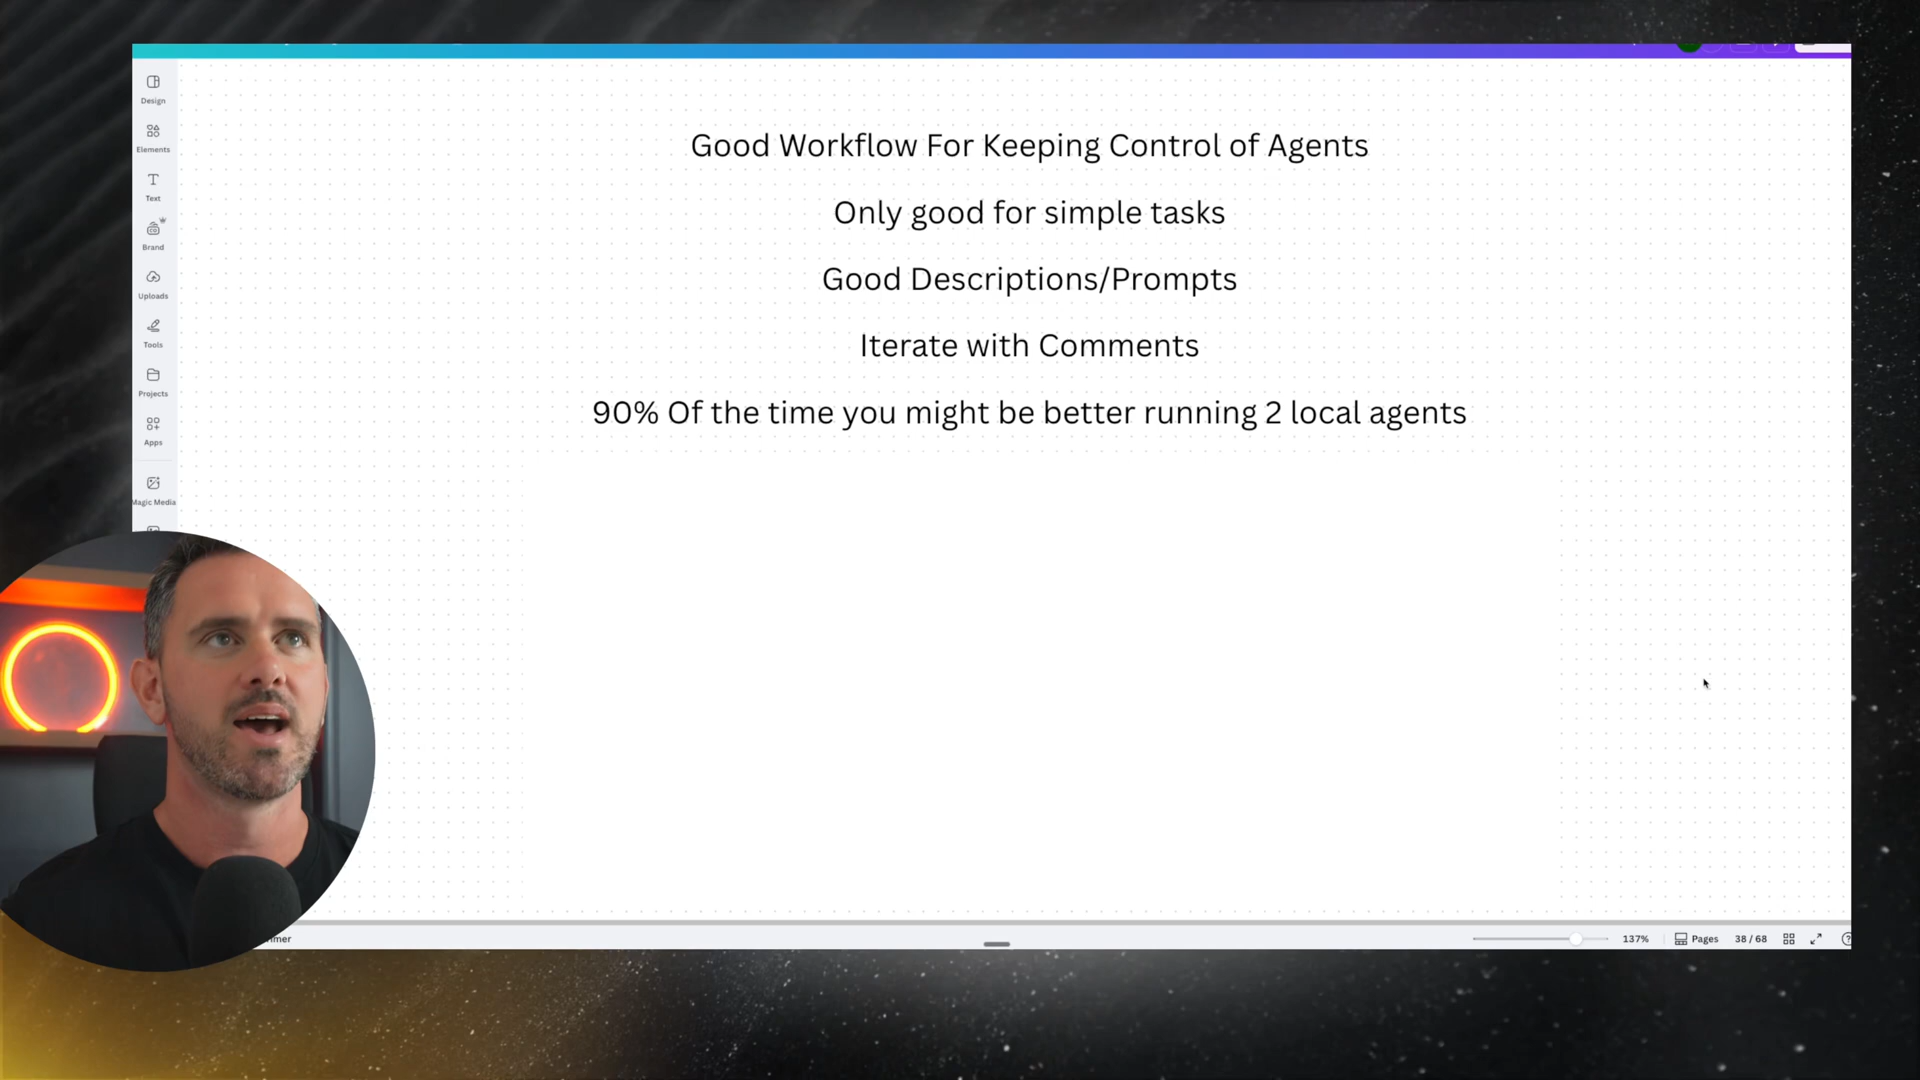 Design
Elements
Text
Brand
Uploads
Tools
Projects
Apps
Magic Media
Good Workflow For Keeping Control of Agents
Only good for simple tasks
Good Descriptions/Prompts
Iterate with Comments
90% Of the time you might be better running 2 local agents
137%
Pages
38 / 68